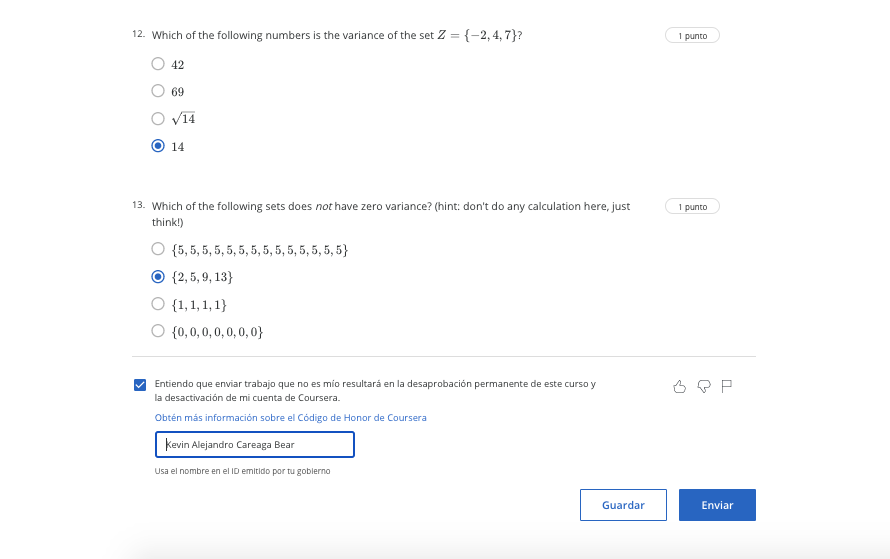 12. Which of the following numbers is the variance of the set Z = {−2, 4, 7}? 1 punto
42
69
√14
14
13. Which of the following sets does not have zero variance? (hint: don't do any calculation here, just 1 punto
think!)
{5, 5, 5, 5, 5, 5, 5, 5, 5, 5, 5, 5, 5, 5}
{2, 5, 9, 13}
{1, 1, 1, 1}
{0, 0, 0, 0, 0, 0, 0}
Entiendo que enviar trabajo que no es mío resultará en la desaprobación permanente de este curso y
la desactivación de mi cuenta de Coursera.
Obtén más información sobre el Código de Honor de Coursera
Kevin Alejandro Careaga Bear
Usa el nombre en el ID emitido por tu gobierno
Guardar Enviar